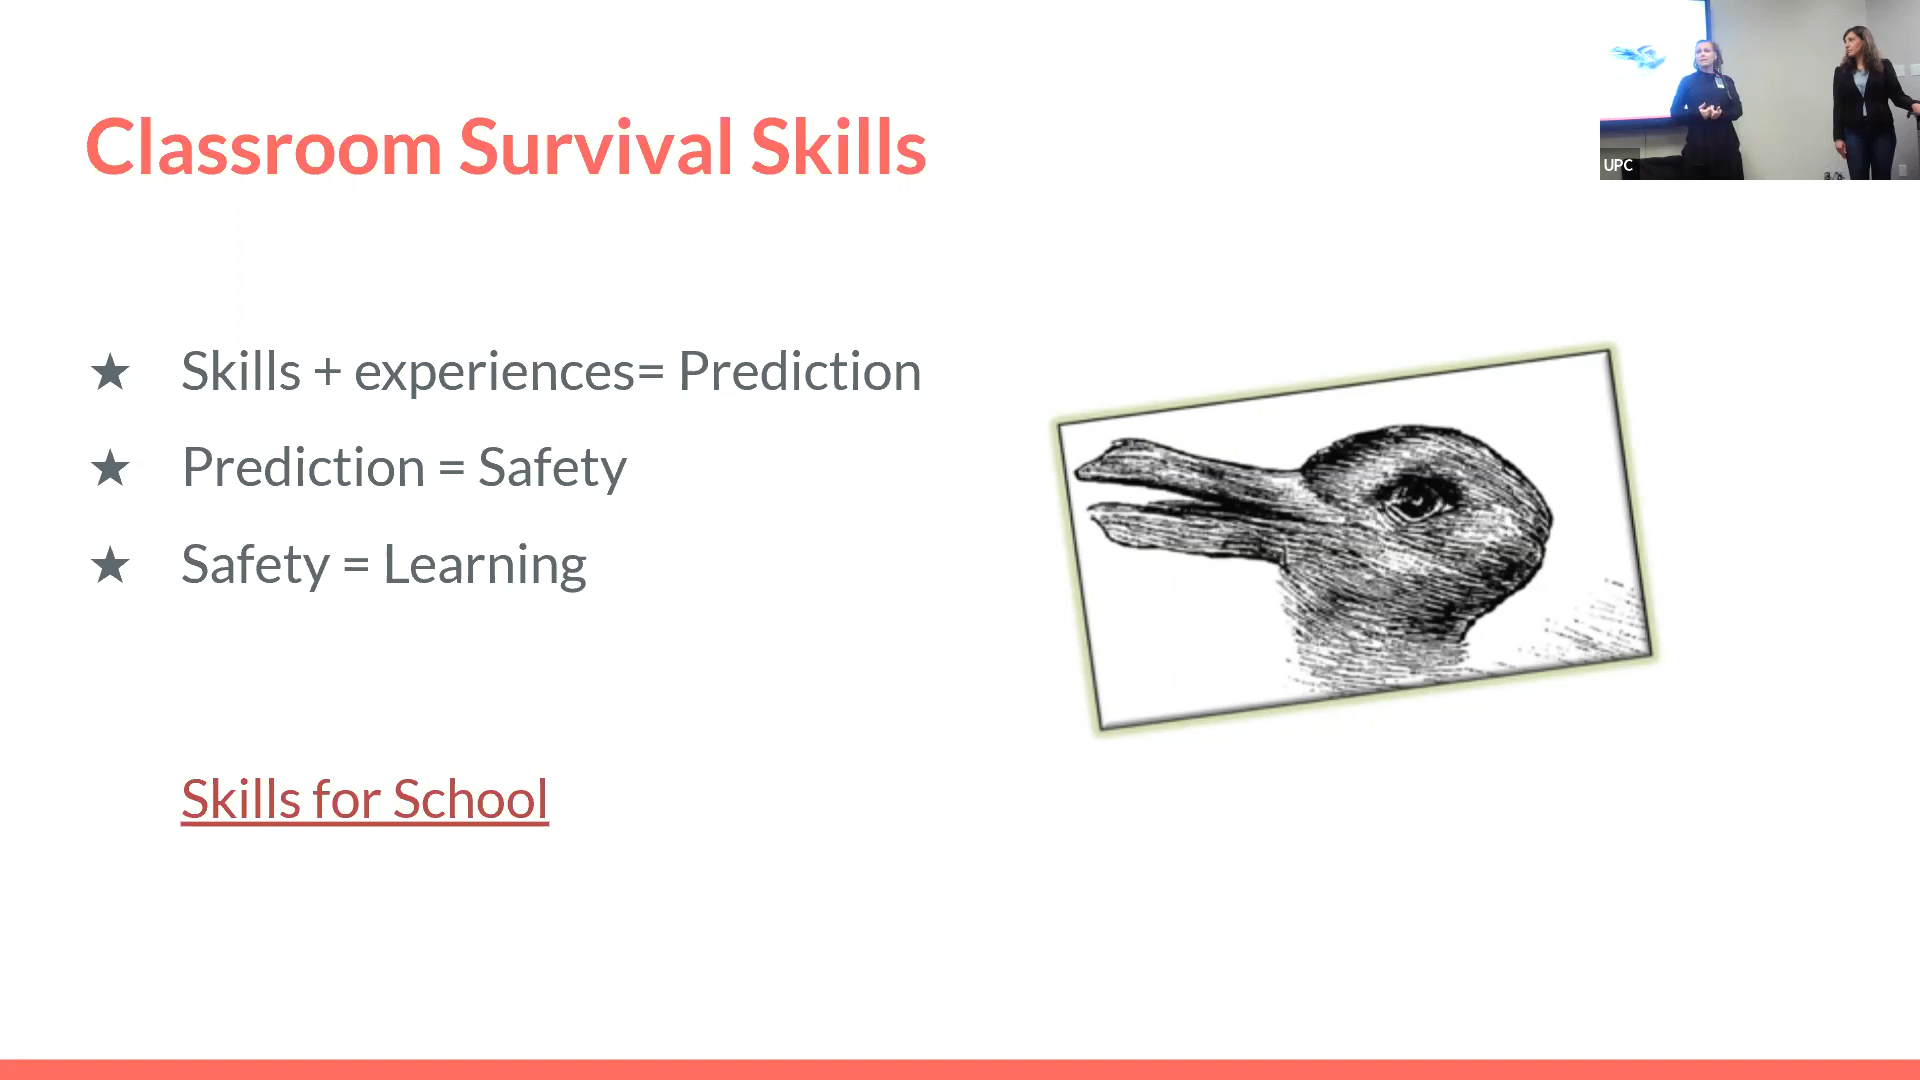 Classroom Survival Skills
★ Skills + experiences= Prediction
★ Prediction = Safety
★ Safety = Learning
Skills for School
UPC